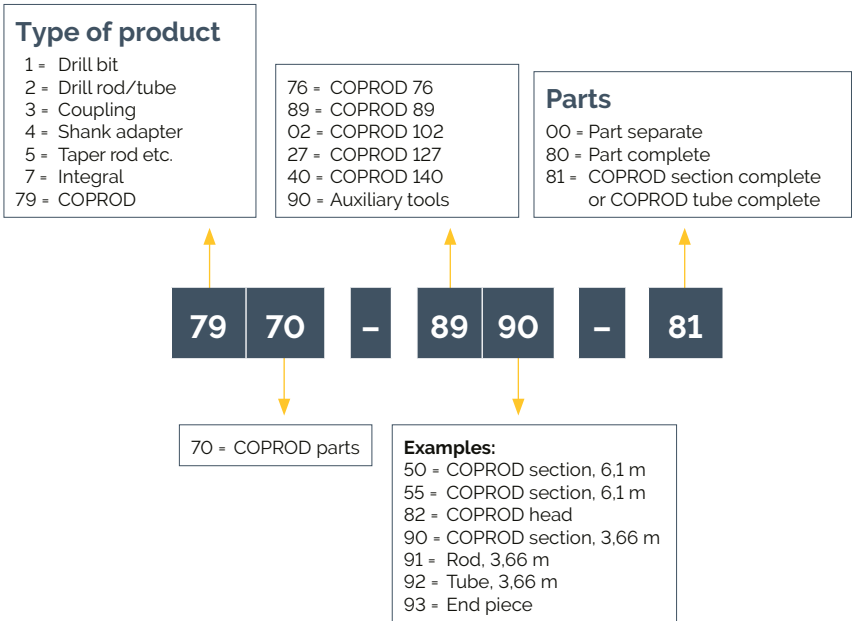 Type of product
1 = Drill bit
2 = Drill rod/tube
3 = Coupling
4 = Shank adapter
5 = Taper rod etc.
7 = Integral
79 = COPROD
76 = COPROD 76
89 = COPROD 89
02 = COPROD 102
27 = COPROD 127
40 = COPROD 140
90 = Auxiliary tools
Parts
00 = Part separate
80 = Part complete
81 = COPROD section complete
or COPROD tube complete
79 70 – 89 90 – 81
70 = COPROD parts
Examples:
50 = COPROD section, 6,1 m
55 = COPROD section, 6,1 m
82 = COPROD head
90 = COPROD section, 3,66 m
91 = Rod, 3,66 m
92 = Tube, 3,66 m
93 = End piece